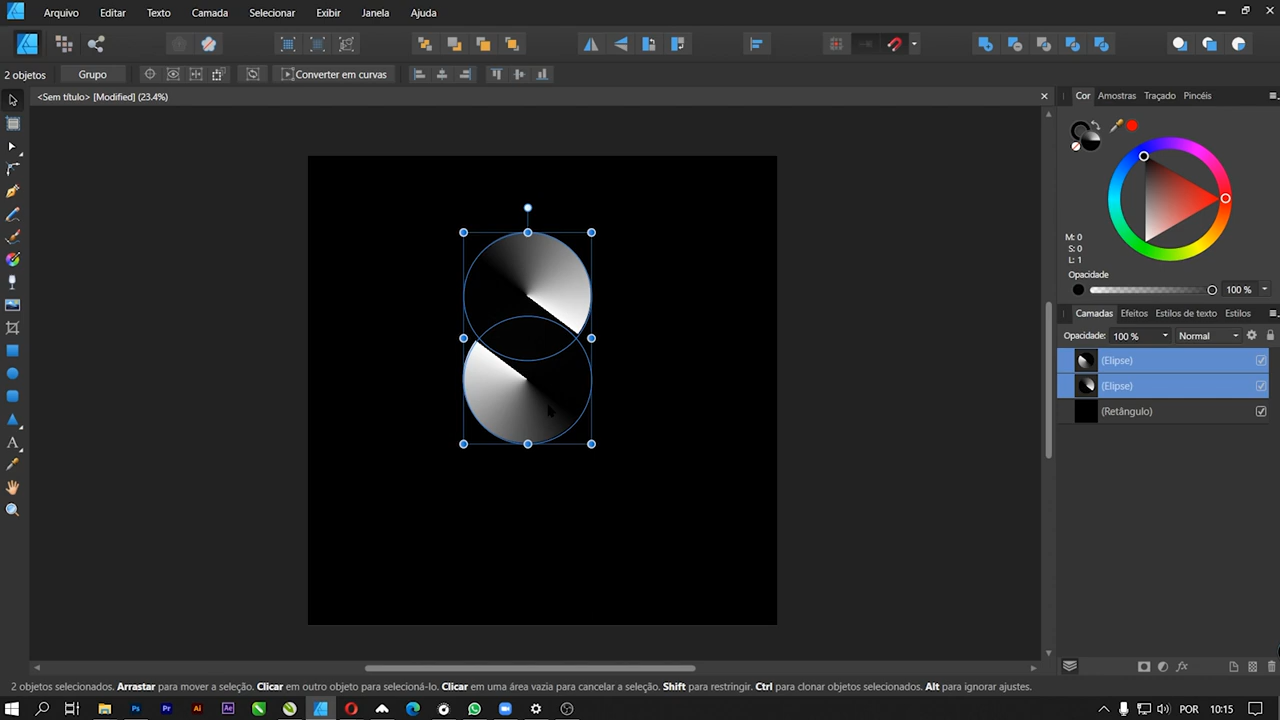 Arquivo Editar Texto Camada Selecionar Exibir Janela Ajuda
2 objetos Grupo Converter em curvas
<Sem título> [Modified] (23.4%)
Cor Amostras Traçado Pincéis
M: 0
S: 0
L: 1
Opacidade
100 %
Camadas Efeitos Estilos de texto Estilos
Opacidade: 100 % Normal
(Elipse)
(Elipse)
(Retângulo)
2 objetos selecionados. Arrastar para mover a seleção. Clicar em outro objeto para selecioná-lo. Clicar em uma área vazia para cancelar a seleção. Shift para restringir. Ctrl para clonar objetos selecionados. Alt para ignorar ajustes.
Ps Pr Ai Ae POR 10:15